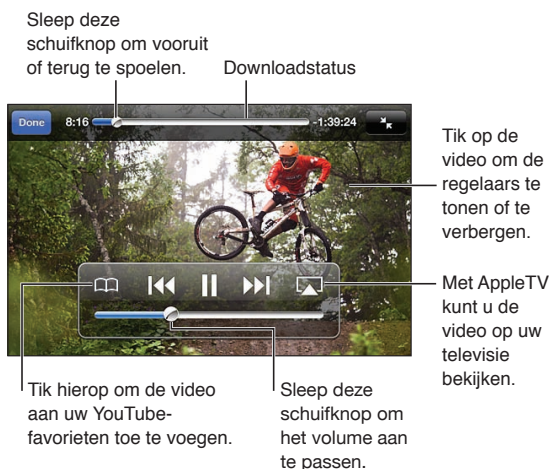 Sleep deze
schuifknop om vooruit
of terug te spoelen.
Downloadstatus
Done
8:16
-1:39:24
Tik op de
video om de
regelaars te
tonen of te
verbergen.
Met AppleTV
kunt u de
video op uw
televisie
bekijken.
Tik hierop om de video
aan uw YouTube-
favorieten toe te voegen.
Sleep deze
schuifknop om
het volume aan
te passen.